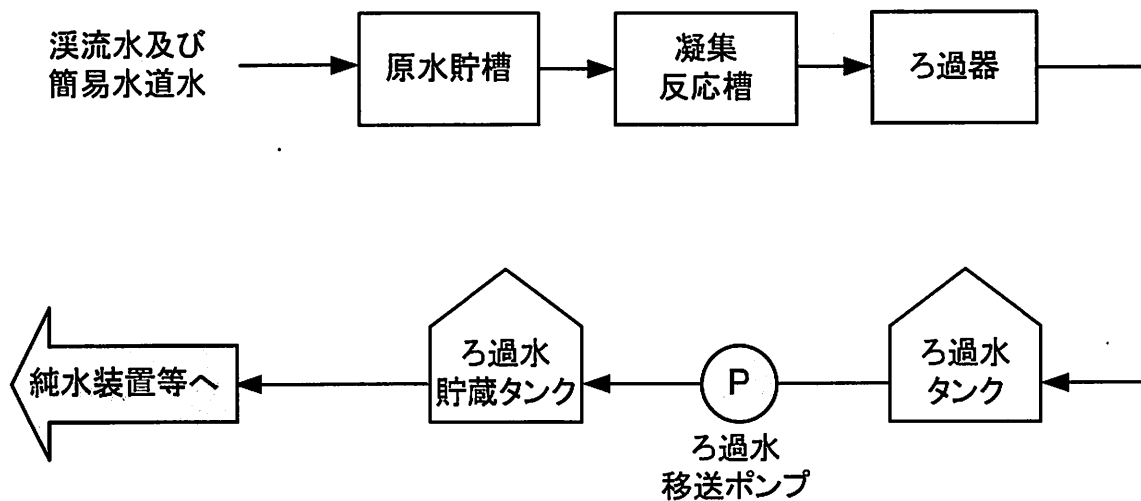 渓流水及び
簡易水道水
原水貯槽
凝集
反応槽
ろ過器
純水装置等へ
ろ過水
貯蔵タンク
P
ろ過水
移送ポンプ
ろ過水
タンク